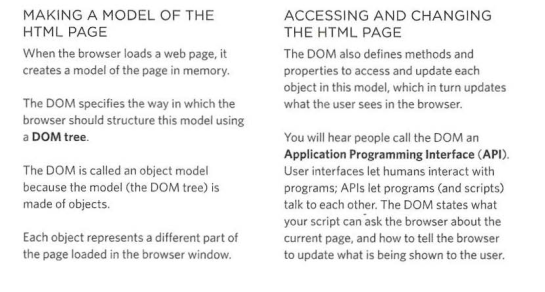 MAKING A MODEL OF THE
HTML PAGE
When the browser loads a web page, it
creates a model of the page in memory.
The DOM specifies the way in which the
browser should structure this model using
a DOM tree.
The DOM is called an object model
because the model (the DOM tree) is
made of objects.
Each object represents a different part of
the page loaded in the browser window.
ACCESSING AND CHANGING
THE HTML PAGE
The DOM also defines methods and
properties to access and update each
object in this model, which in turn updates
what the user sees in the browser.
You will hear people call the DOM an
Application Programming Interface (API).
User interfaces let humans interact with
programs; APIs let programs (and scripts)
talk to each other. The DOM states what
your script can ask the browser about the
current page, and how to tell the browser
to update what is being shown to the user.